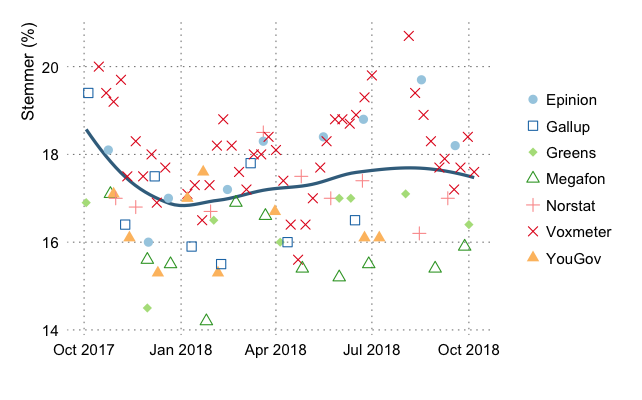 Stemmer (%)
20
18
16
14
Oct 2017
Jan 2018
Apr 2018
Jul 2018
Oct 2018
Epinion
Gallup
Greens
Megafon
Norstat
Voxmeter
YouGov